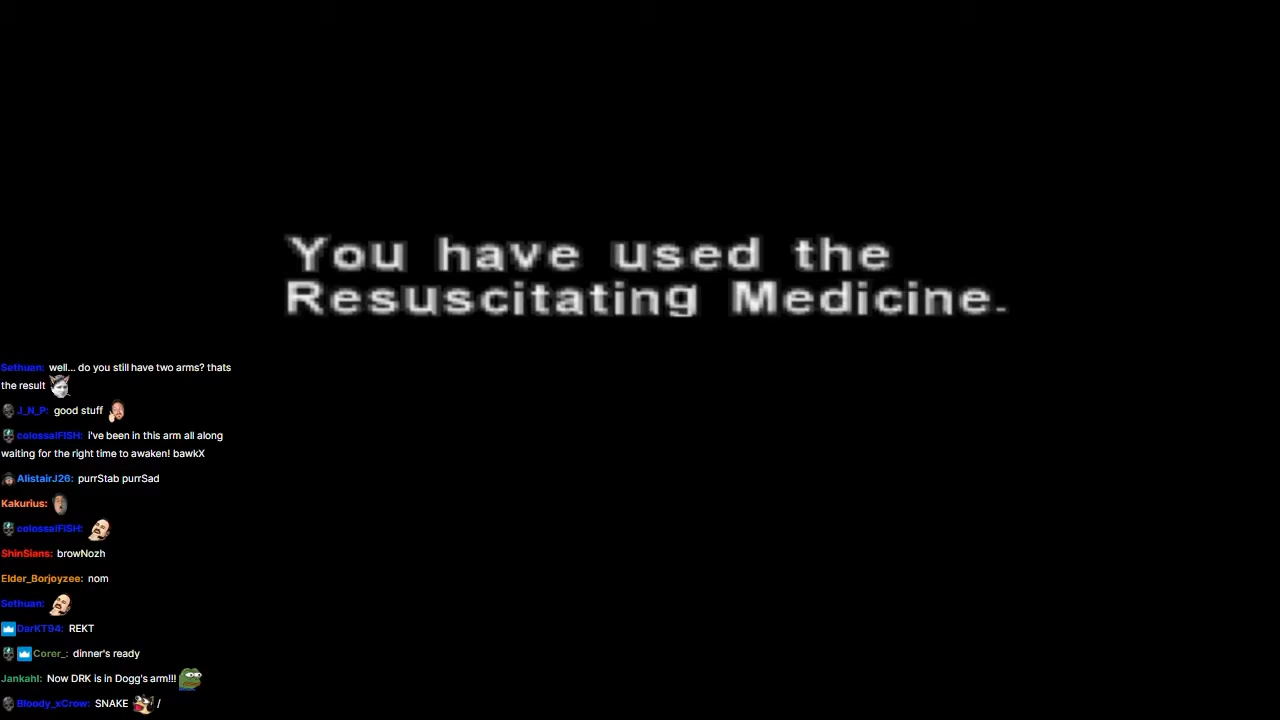 You have used the
Resuscitating Medicine.
Sethuan: well... do you still have two arms? thats
the result
J_N_P: good stuff
colossalFISH: i've been in this arm all along
waiting for the right time to awaken! bawkX
AlistairJ26: purrStab purrSad
Kakurius:
colossalFISH:
ShinSians: browNozh
Elder_Borjoyzee: nom
Sethuan:
DarKT94: REKT
Corer_: dinner's ready
Jankahl: Now DRK is in Dogg's arm!!!
Bloody_xCrow: SNAKE /